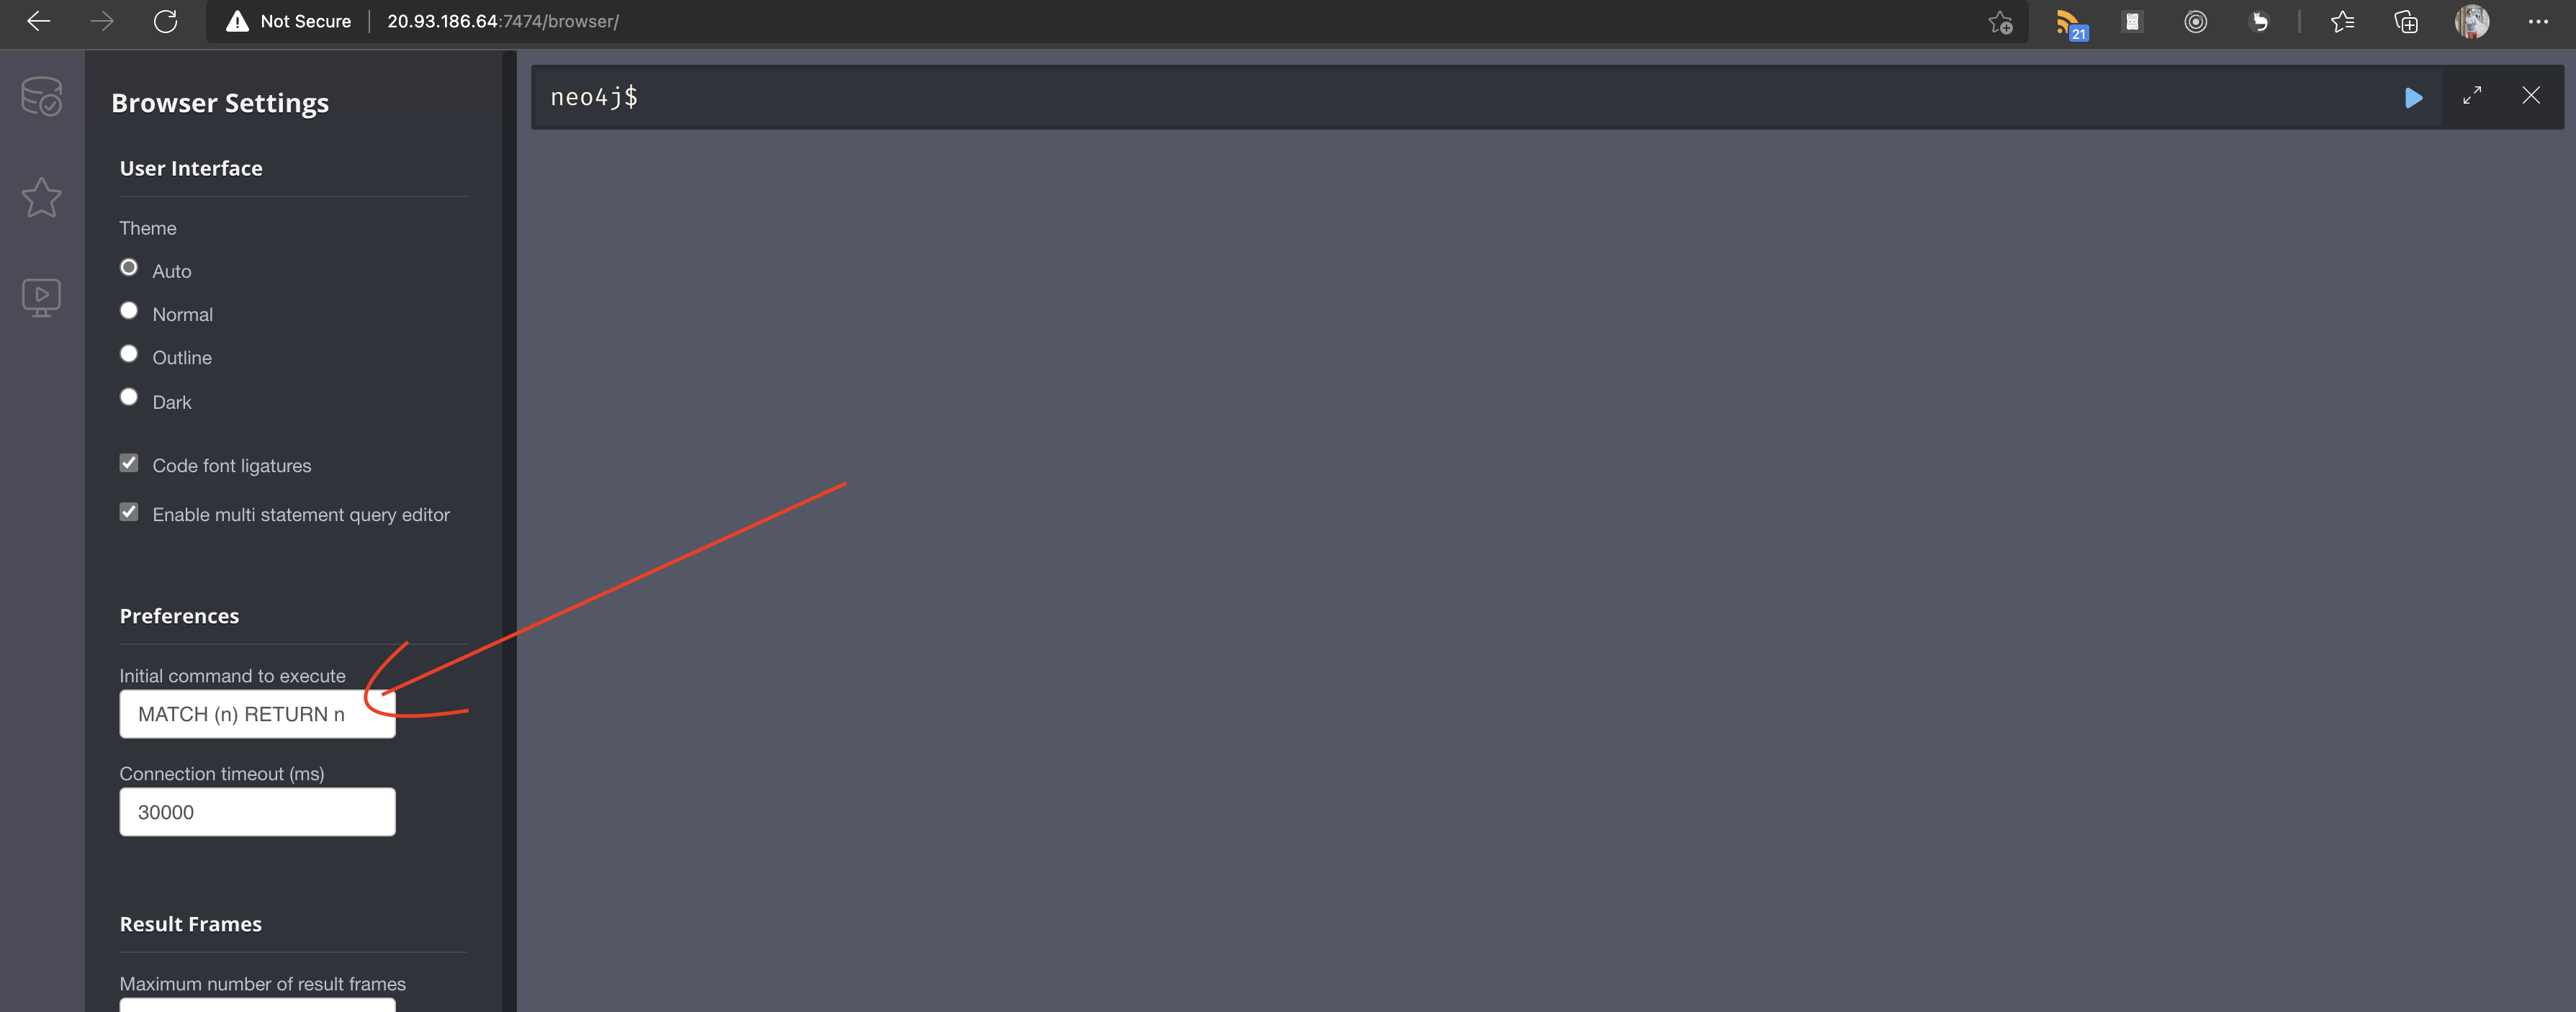 Not Secure 20.93.186.64:7474/browser/
21
Browser Settings
neo4j$
User Interface
Theme
Auto
Normal
Outline
Dark
Code font ligatures
Enable multi statement query editor
Preferences
Initial command to execute
MATCH (n) RETURN n
Connection timeout (ms)
30000
Result Frames
Maximum number of result frames